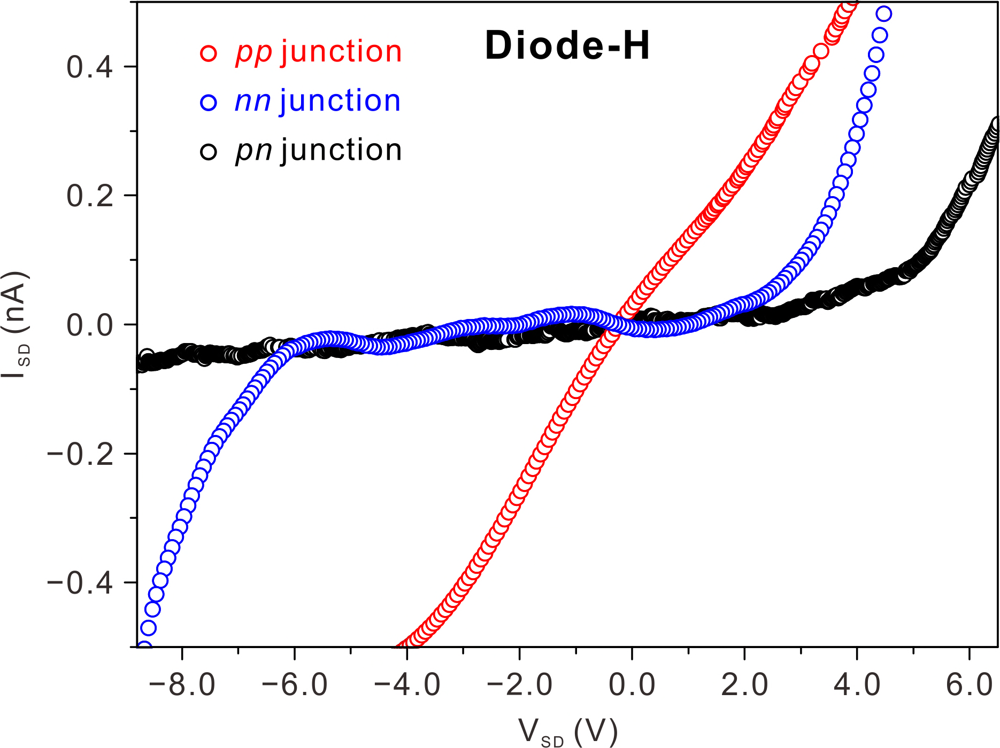 Diode-H
pp junction
nn junction
pn junction
0.4
0.2
0.0
−0.2
−0.4
I_SD (nA)
−8.0 −6.0 −4.0 −2.0 0.0 2.0 4.0 6.0
V_SD (V)